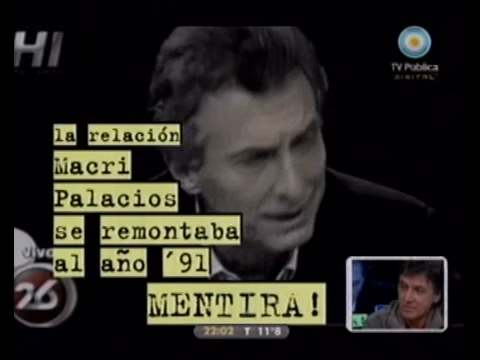 HI
TV Pública
DIGITAL
la relación
Macri
Palacios
se remontaba
al año ´91
MENTIRA!
Vivo
26
22:02 T 11'8